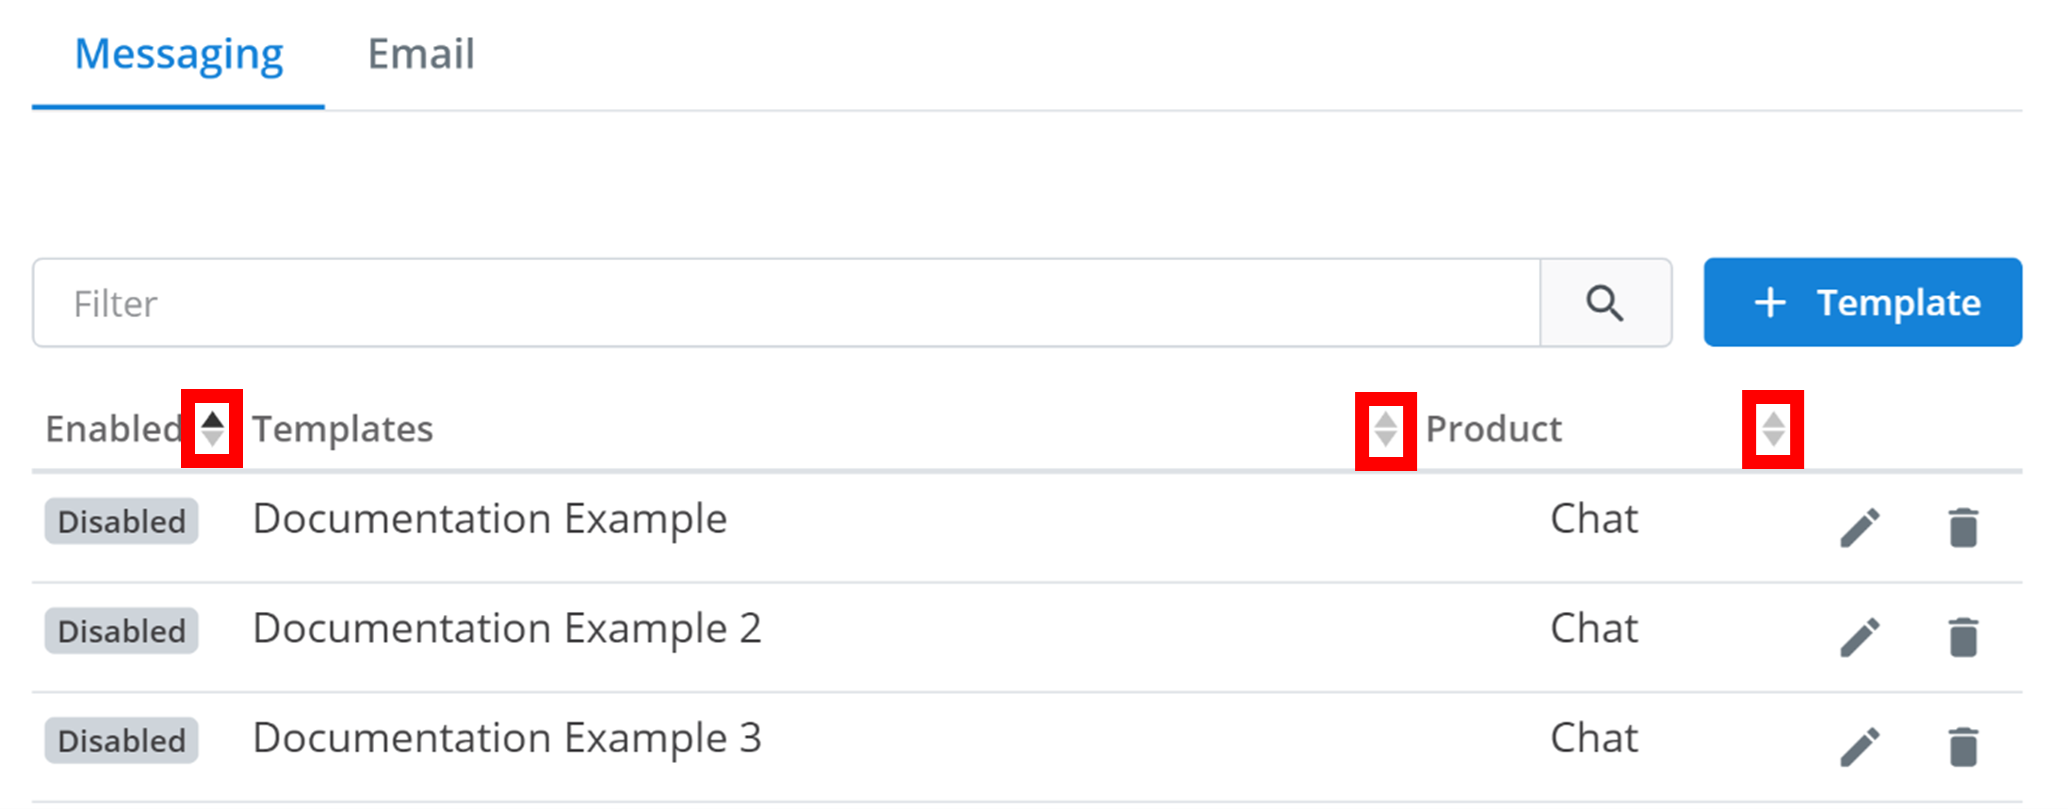 Messaging Email
Filter
+ Template
Enabled Templates Product
Disabled Documentation Example Chat
Disabled Documentation Example 2 Chat
Disabled Documentation Example 3 Chat